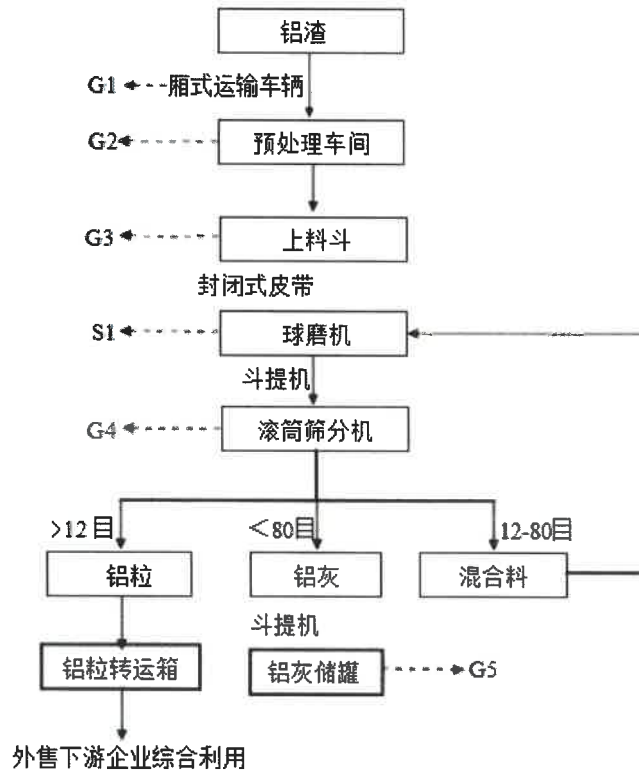 铝渣
G1
厢式运输车辆
G2
预处理车间
G3
上料斗
封闭式皮带
S1
球磨机
斗提机
G4
滚筒筛分机
>12目
<80目
12-80目
铝粒
铝灰
混合料
斗提机
铝粒转运箱
铝灰储罐
G5
外售下游企业综合利用